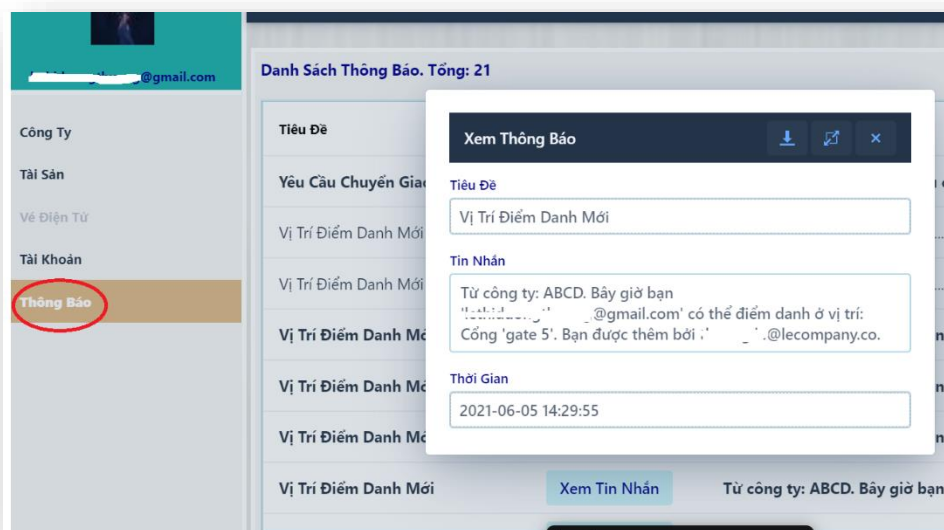 @gmail.com
Công Ty
Tài Sản
Vé Điện Tử
Tài Khoản
Thông Báo
Danh Sách Thông Báo. Tổng: 21
Tiêu Đề
Yêu Cầu Chuyển Giao
Vị Trí Điểm Danh Mới
Vị Trí Điểm Danh Mới
Vị Trí Điểm Danh
Vị Trí Điểm Danh
Vị Trí Điểm Danh
Vị Trí Điểm Danh Mới
Xem Tin Nhắn
Từ công ty: ABCD. Bây giờ bạn
Xem Thông Báo
Tiêu Đề
Vị Trí Điểm Danh Mới
Tin Nhắn
Từ công ty: ABCD. Bây giờ bạn
@gmail.com' có thể điểm danh ở vị trí:
Cổng 'gate 5'. Bạn được thêm bởi .@lecompany.co.
Thời Gian
2021-06-05 14:29:55